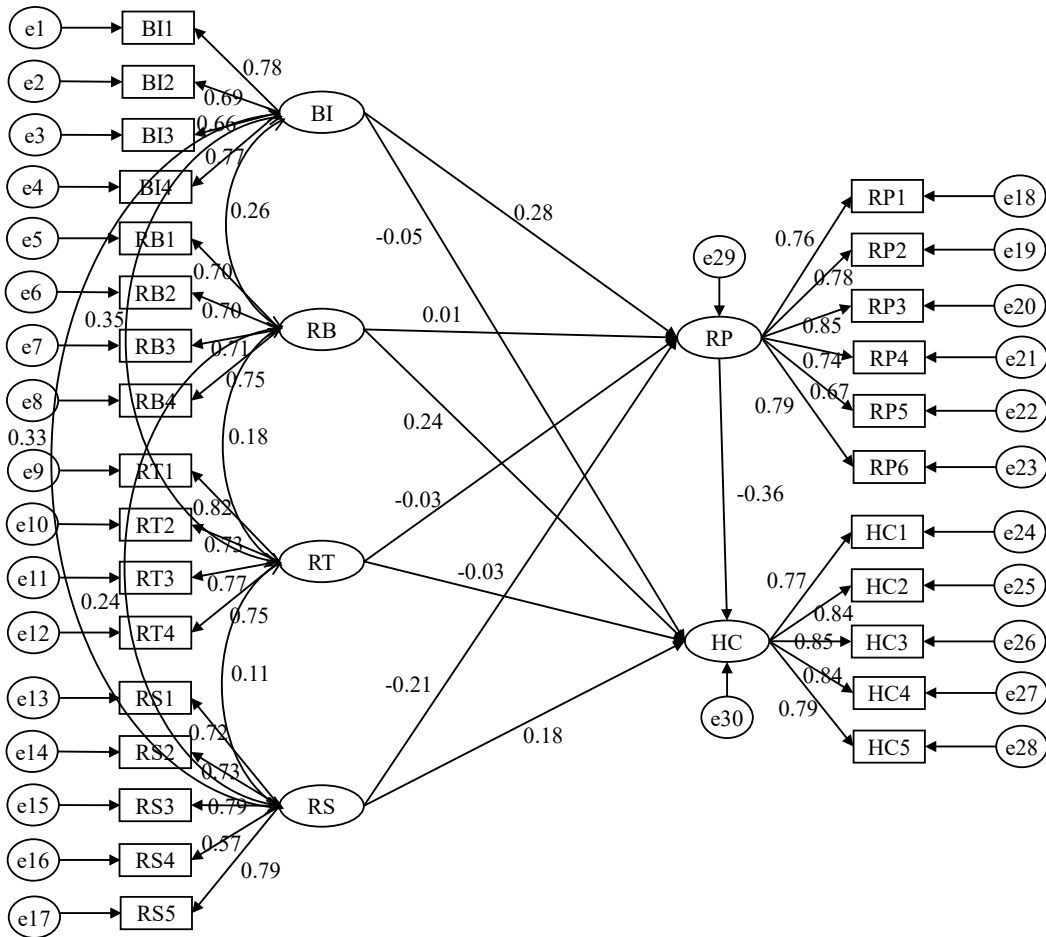 e1
BI1
0.78
e2
BI2
0.69
BI
e3
BI3
0.66
e4
BI4
0.77
0.26
0.28
-0.05
e5
RB1
0.70
e6
RB2
0.70
0.35
RB
0.01
e7
RB3
0.71
e8
RB4
0.75
0.33
0.18
0.24
-0.03
e9
RT1
0.82
e10
RT2
0.73
RT
-0.03
e11
RT3
0.77
e12
RT4
0.75
0.24
0.11
-0.21
0.18
e13
RS1
0.72
e14
RS2
0.73
e15
RS3
0.79
RS
e16
RS4
0.57
e17
RS5
0.79
e29
RP
-0.36
RP1
e18
0.76
RP2
e19
0.78
RP3
e20
0.85
RP4
e21
0.74
RP5
e22
0.67
0.79
RP6
e23
HC1
e24
0.77
HC2
e25
0.84
HC
0.85
HC3
e26
0.84
HC4
e27
0.79
HC5
e28
e30